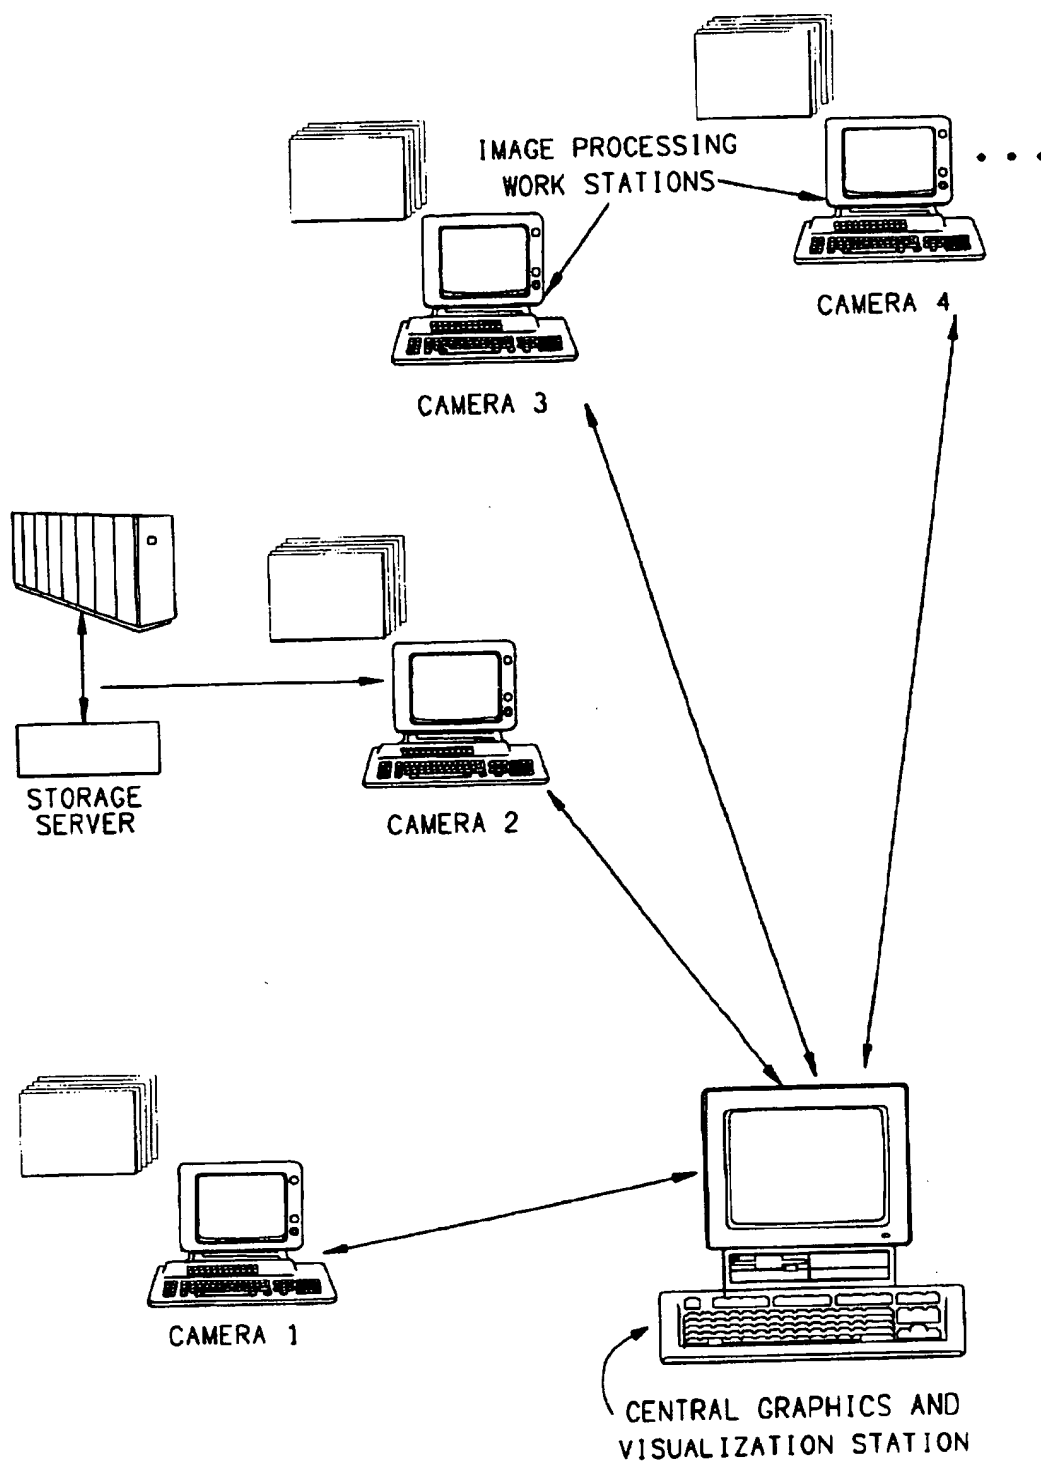 IMAGE PROCESSING
WORK STATIONS
CAMERA 4
CAMERA 3
STORAGE
SERVER
CAMERA 2
CAMERA 1
CENTRAL GRAPHICS AND
VISUALIZATION STATION